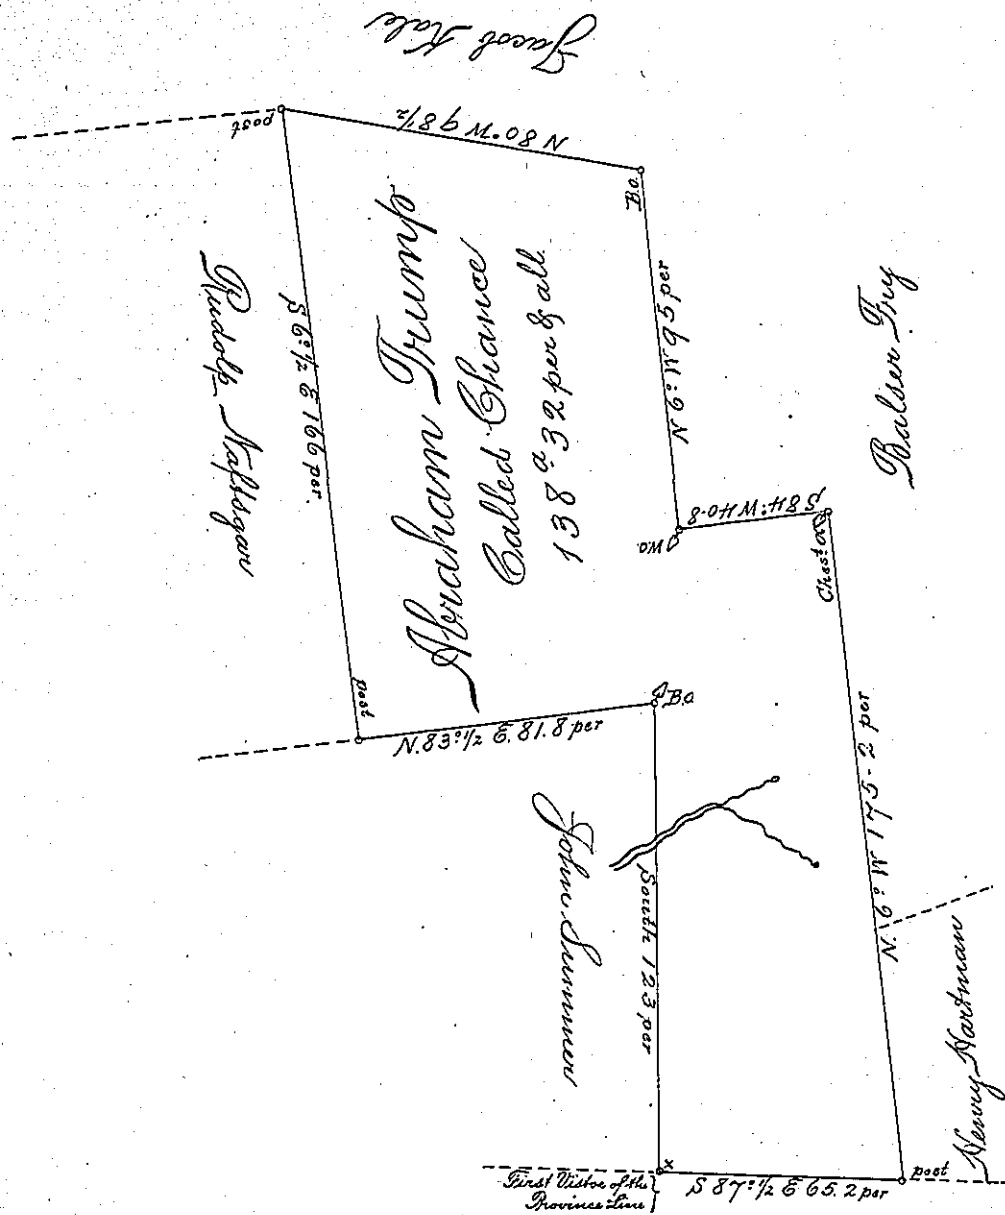 Jacob Kale
post
N 80° W 98 1/2
B.o.
N 6° W: 95 per
Balser Fry
S 84° W: 40.8
W.o.
Chest. o
Rudolp
S 6° 1/2 E 166 per.
Abraham Trump
Called Chance
138 a. 32 per & all.
post
N. 83° 1/2 E. 81.8 per
B.o
John Summer
South 123 per
N. 6° W 175-2 per
Henry Hartman
post
x
S 87° 1/2 E 65.2 per
First Vistoe of the
Province Line